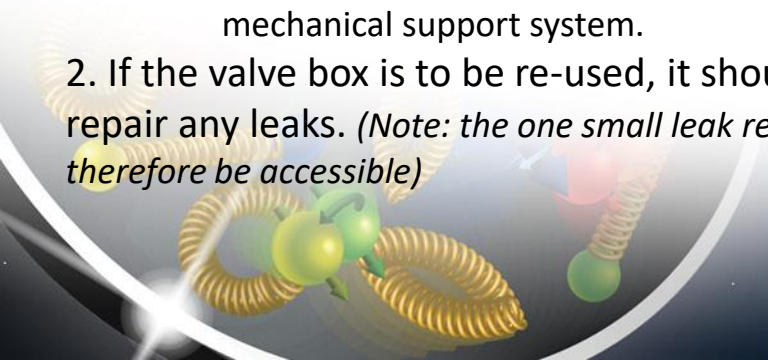 mechanical support system.
2. If the valve box is to be re-used, it shou
repair any leaks. (Note: the one small leak re
therefore be accessible)